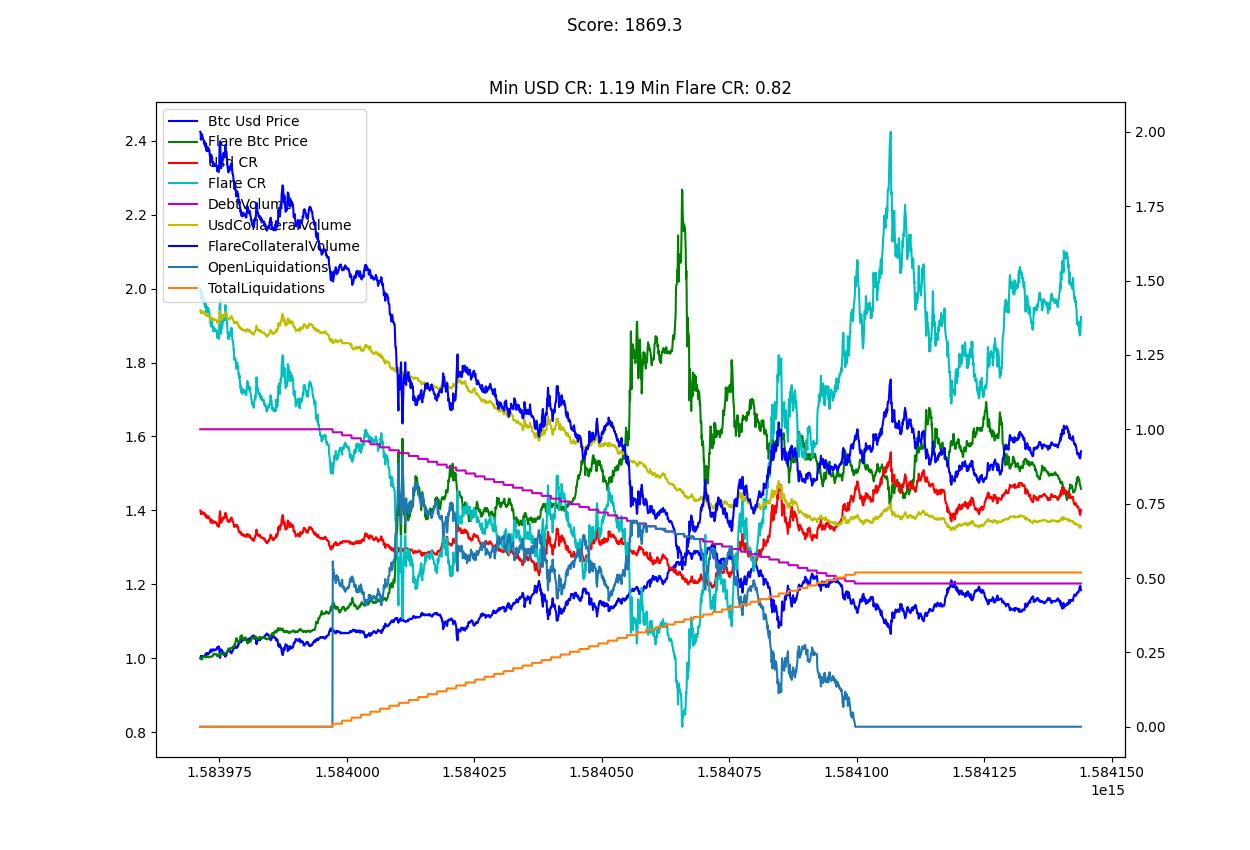 Score: 1869.3
Min USD CR: 1.19 Min Flare CR: 0.82
Btc Usd Price
Flare Btc Price
Usd CR
Flare CR
DebtVolume
UsdCollateralVolume
FlareCollateralVolume
OpenLiquidations
TotalLiquidations
2.4
2.2
2.0
1.8
1.6
1.4
1.2
1.0
0.8
2.00
1.75
1.50
1.25
1.00
0.75
0.50
0.25
0.00
1.583975 1.584000 1.584025 1.584050 1.584075 1.584100 1.584125 1.584150
1e15